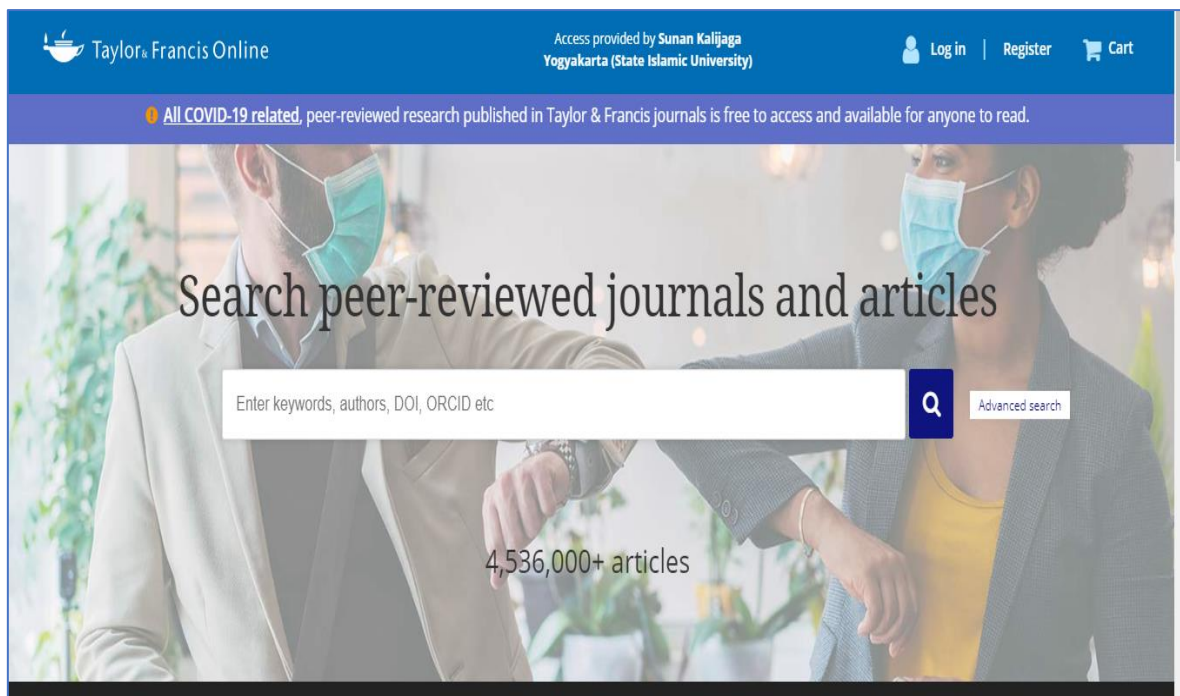 Taylor & Francis Online
Access provided by Sunan Kalijaga
Yogyakarta (State Islamic University)
Log in | Register
Cart
All COVID-19 related, peer-reviewed research published in Taylor & Francis journals is free to access and available for anyone to read.
Search peer-reviewed journals and articles
Enter keywords, authors, DOI, ORCID etc
Advanced search
4,536,000+ articles